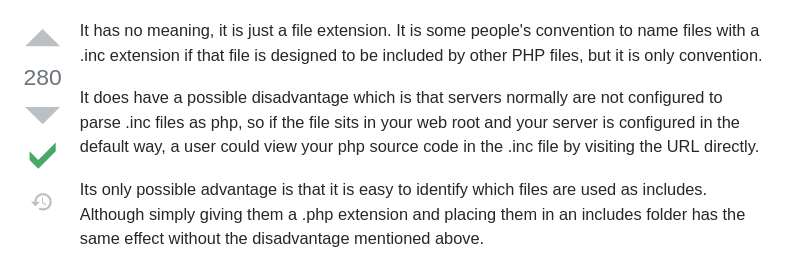 It has no meaning, it is just a file extension. It is some people's convention to name files with a
.inc extension if that file is designed to be included by other PHP files, but it is only convention.
280
It does have a possible disadvantage which is that servers normally are not configured to
parse .inc files as php, so if the file sits in your web root and your server is configured in the
default way, a user could view your php source code in the .inc file by visiting the URL directly.
Its only possible advantage is that it is easy to identify which files are used as includes.
Although simply giving them a .php extension and placing them in an includes folder has the
same effect without the disadvantage mentioned above.